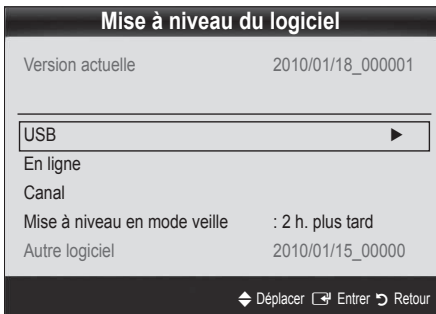 Mise à niveau du logiciel
Version actuelle 2010/01/18_000001
USB ►
En ligne
Canal
Mise à niveau en mode veille : 2 h. plus tard
Autre logiciel 2010/01/15_00000
Déplacer Entrer Retour